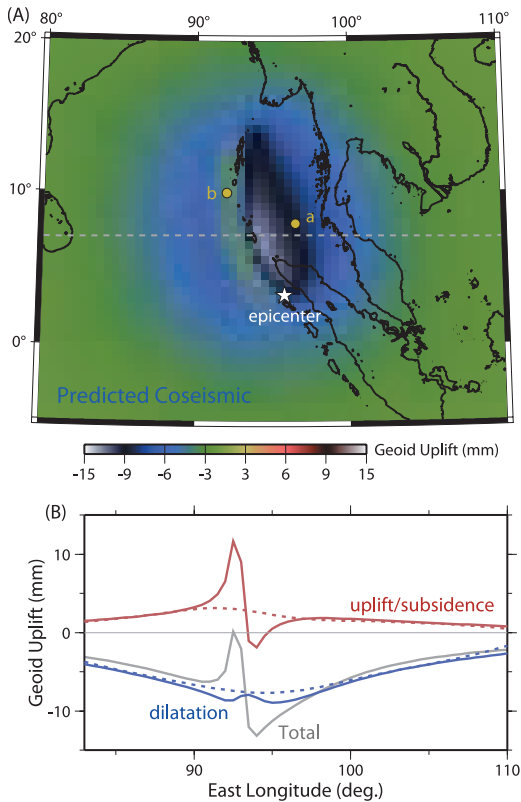 (A)
80°
90°
100°
110°
20°
10°
0°
b
a
epicenter
Predicted Coseismic
Geoid Uplift (mm)
-15 -9 -6 -3 3 6 9 15
(B)
10
0
-10
Geoid Uplift (mm)
uplift/subsidence
dilatation
Total
90
100
110
East Longitude (deg.)